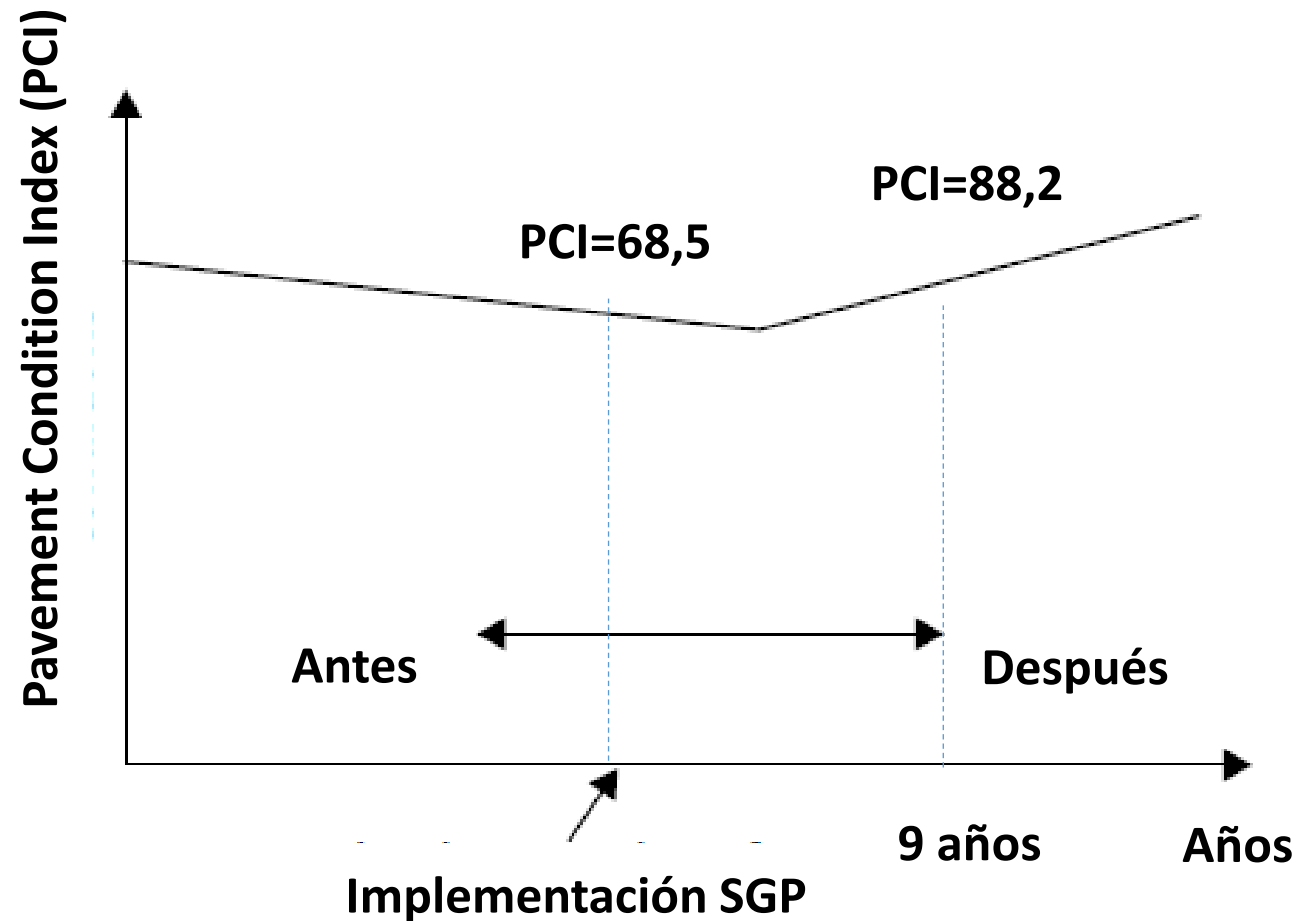 Pavement Condition Index (PCI)
PCI=88,2
PCI=68,5
Antes
Después
9 años
Años
Implementación SGP